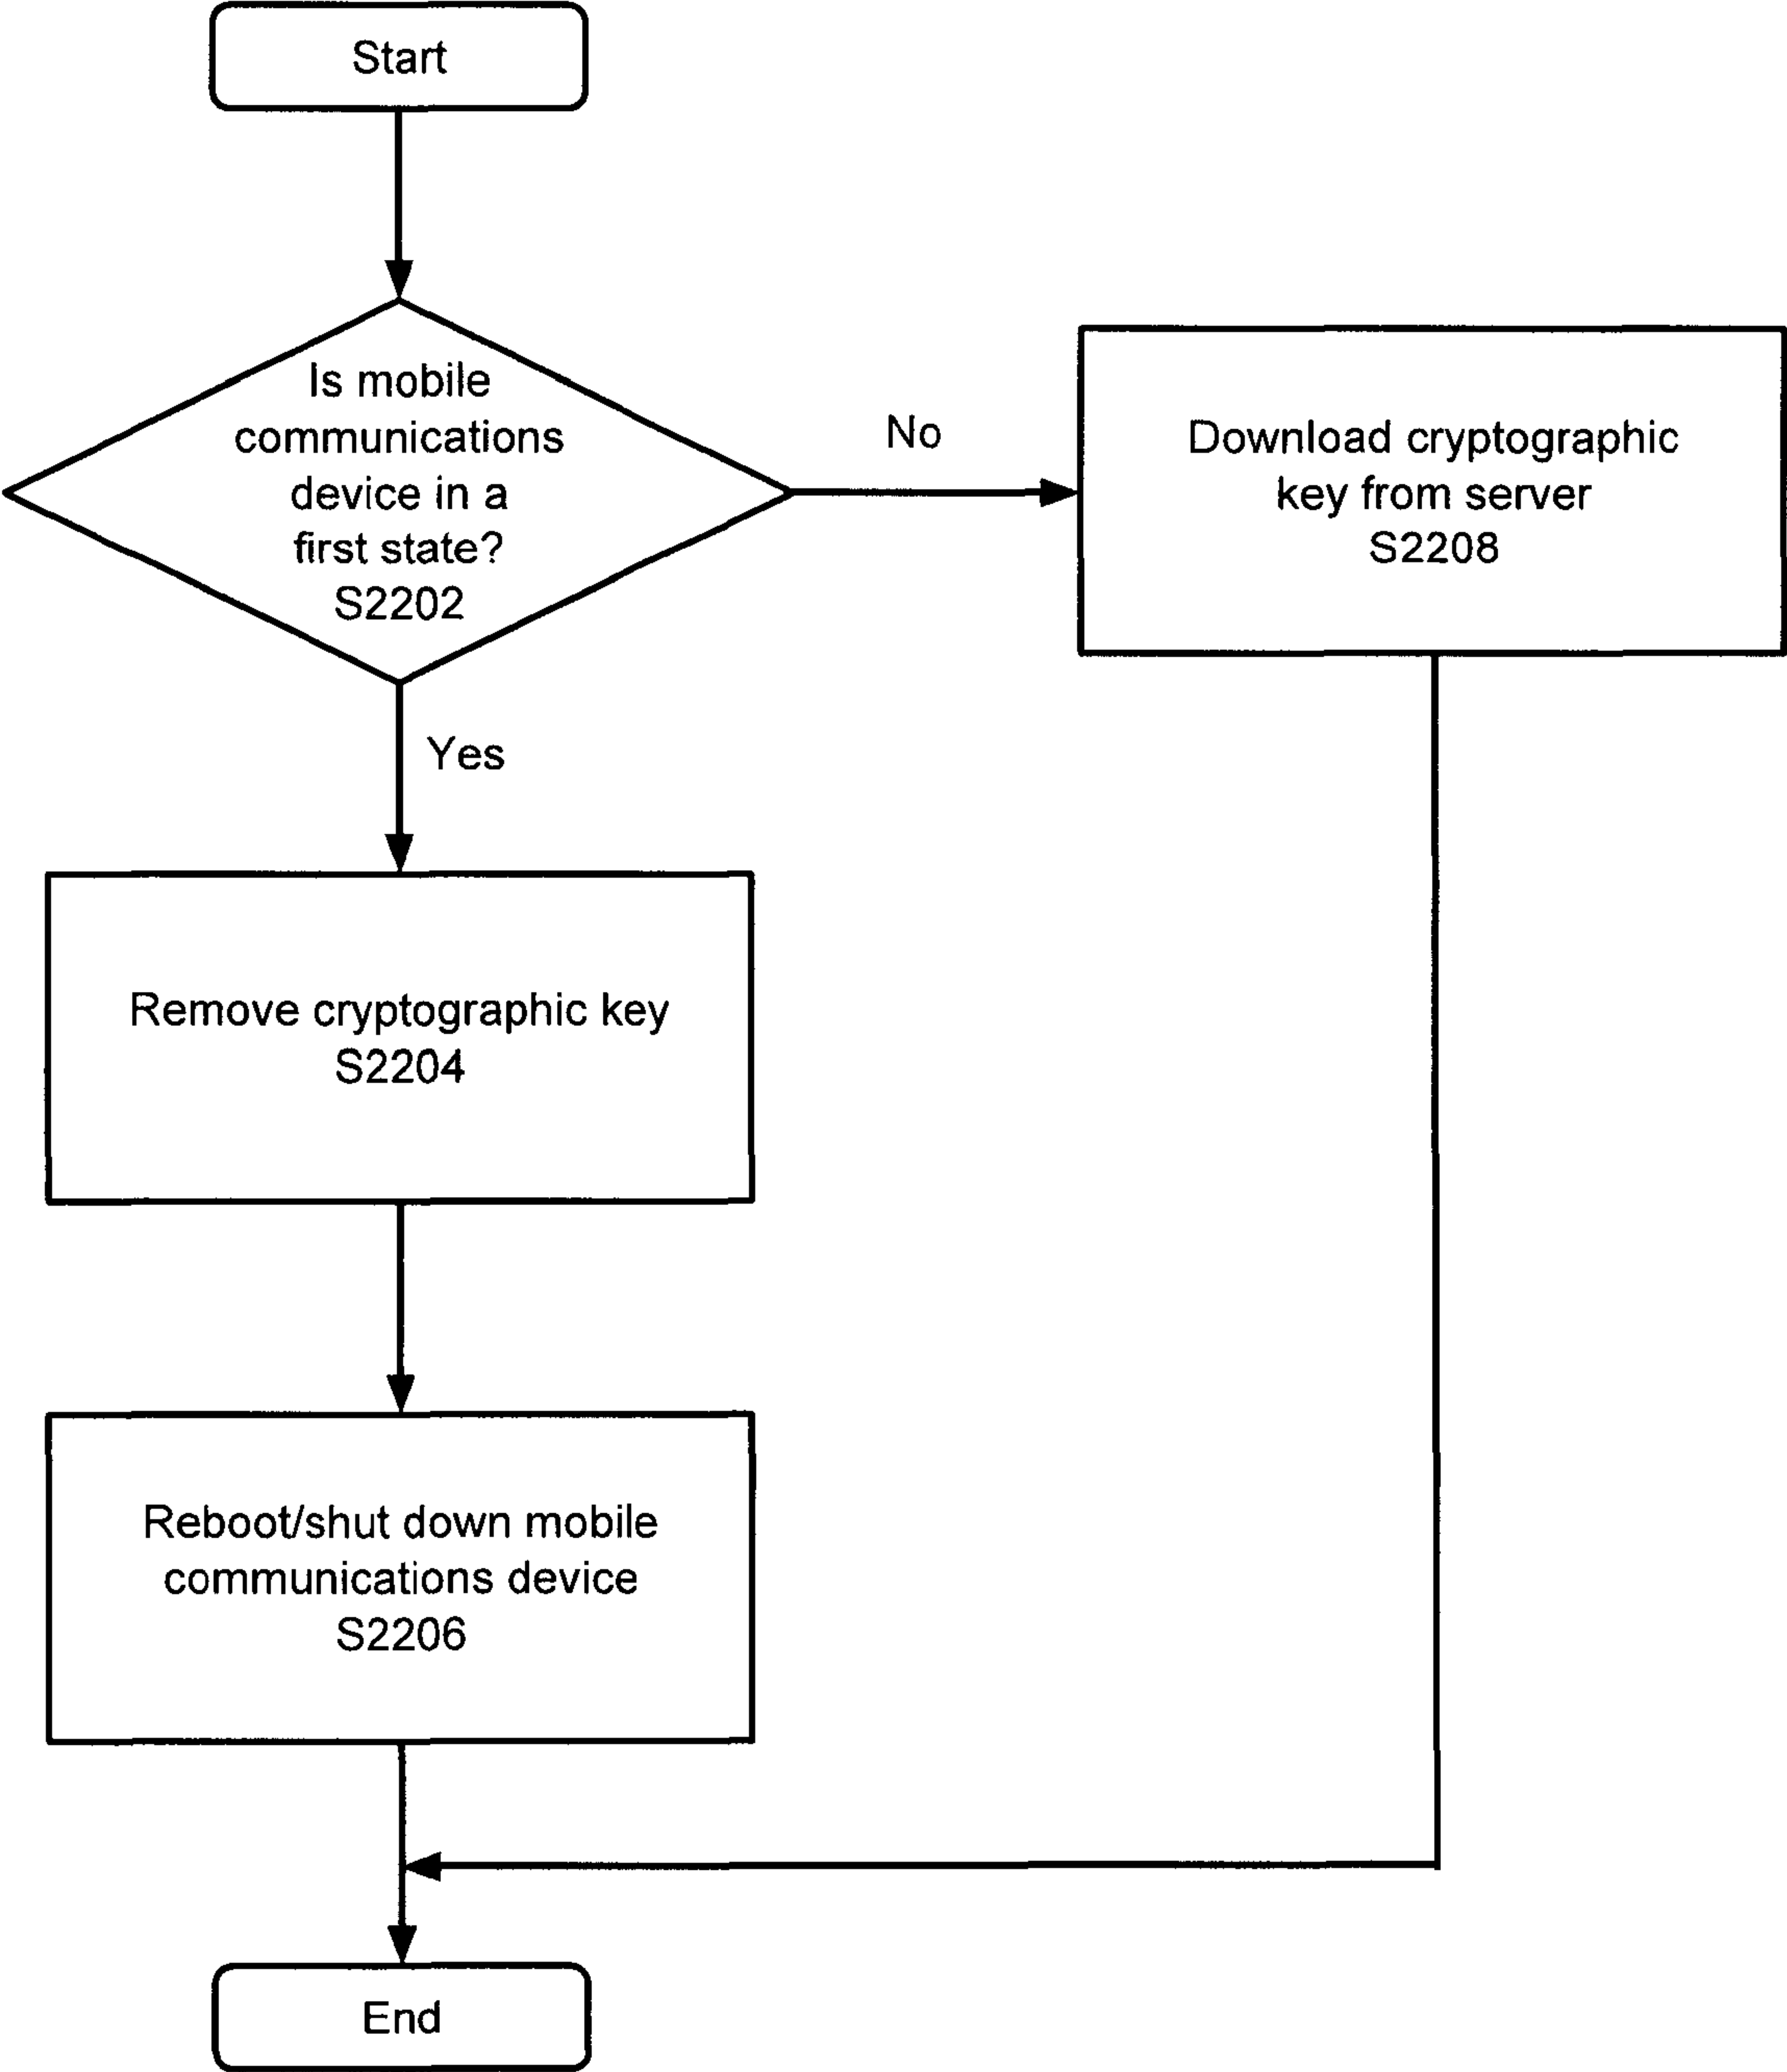 Start
Is mobile
communications
device in a
first state?
S2202
No
Download cryptographic
key from server
S2208
Yes
Remove cryptographic key
S2204
Reboot/shut down mobile
communications device
S2206
End